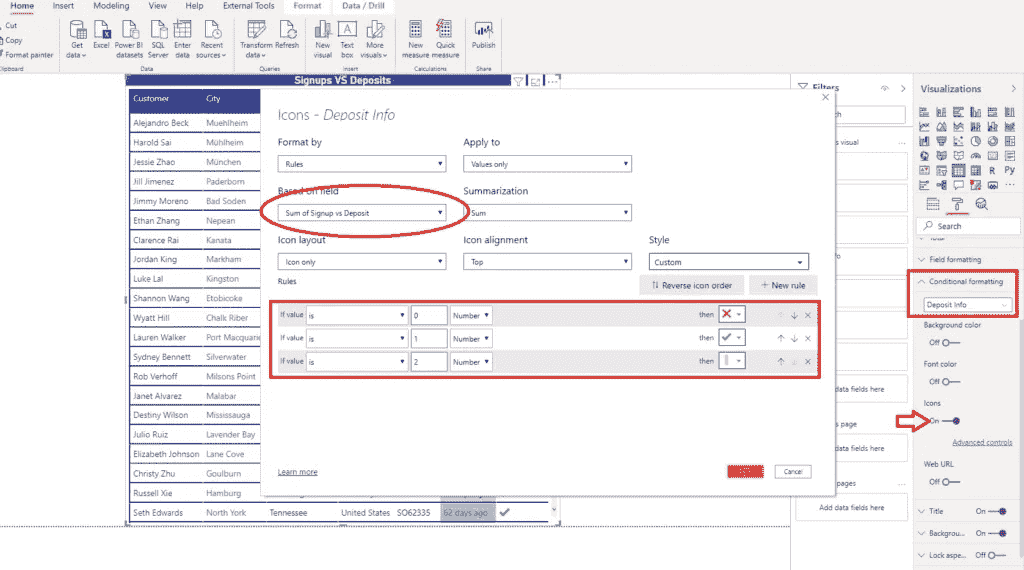 Home Insert Modeling View Help External Tools Format Data / Drill
Cut
Copy
Format painter
Get data
Excel
Power BI datasets
SQL Server
Enter data
Recent sources
Transform data
Refresh
New visual
Text box
More visuals
New measure
Quick measure
Publish
Data Queries Insert Calculations Share
Signups VS Deposits
Customer City
Alejandro Beck Muehlheim
Harold Sai Mühlheim
Jessie Zhao München
Jill Jimenez Paderborn
Jimmy Moreno Bad Soden
Ethan Zhang Nepean
Clarence Rai Kanata
Jordan King Markham
Luke Lal Kingston
Shannon Wang Etobicoke
Wyatt Hill Chalk Riber
Lauren Walker Port Macquarie
Sydney Bennett Silverwater
Rob Verhoff Milsons Point
Janet Alvarez Malabar
Destiny Wilson Mississauga
Julio Ruiz Lavender Bay
Elizabeth Johnson Lane Cove
Christy Zhu Goulburn
Russell Xie Hamburg
Seth Edwards North York Tennessee United States SO62335 62 days ago
Icons - Deposit Info
Format by Apply to
Rules Values only
Based on field Summarization
Sum of Signup vs Deposit Sum
Icon layout Icon alignment Style
Icon only Top Custom
Rules Reverse icon order + New rule
If value is 0 Number then
If value is 1 Number then
If value is 2 Number then
Learn more Cancel
Filters
data fields here
page
data fields here
pages
Add data fields here
Visualizations
R Py
Search
Field formatting
Conditional formatting
Deposit Info
Background color
Off
Font color
Off
Icons
On
Advanced controls
Web URL
Off
Title On
Backgrou... On
Lock aspe... Off